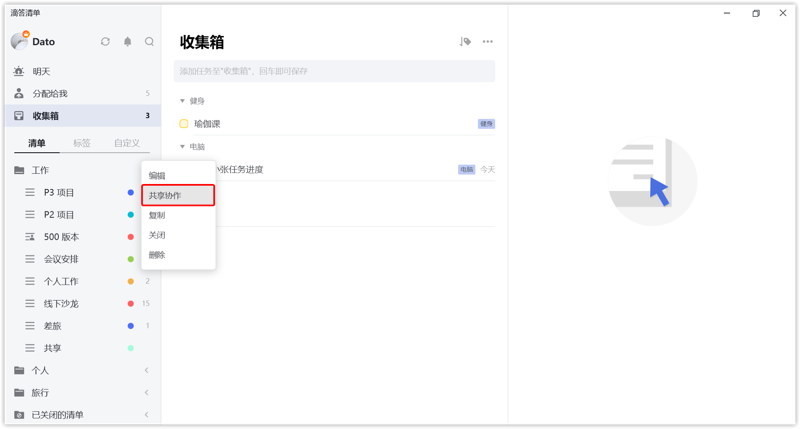 滴答清单
Dato
明天
分配给我 5
收集箱 3
清单 标签 自定义
工作
P3 项目
P2 项目
500 版本
会议安排
个人工作 2
线下沙龙 15
差旅 1
共享
个人
旅行
已关闭的清单
编辑
共享协作
复制
关闭
删除
收集箱
添加任务至“收集箱”，回车即可保存
健身
瑜伽课 健身
电脑
张任务进度 电脑 今天